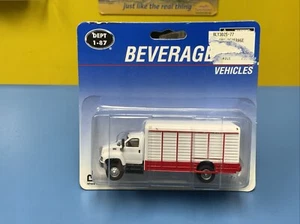 just like the real thing
DEPT
1-87
BEVERAGE
VEHICLES